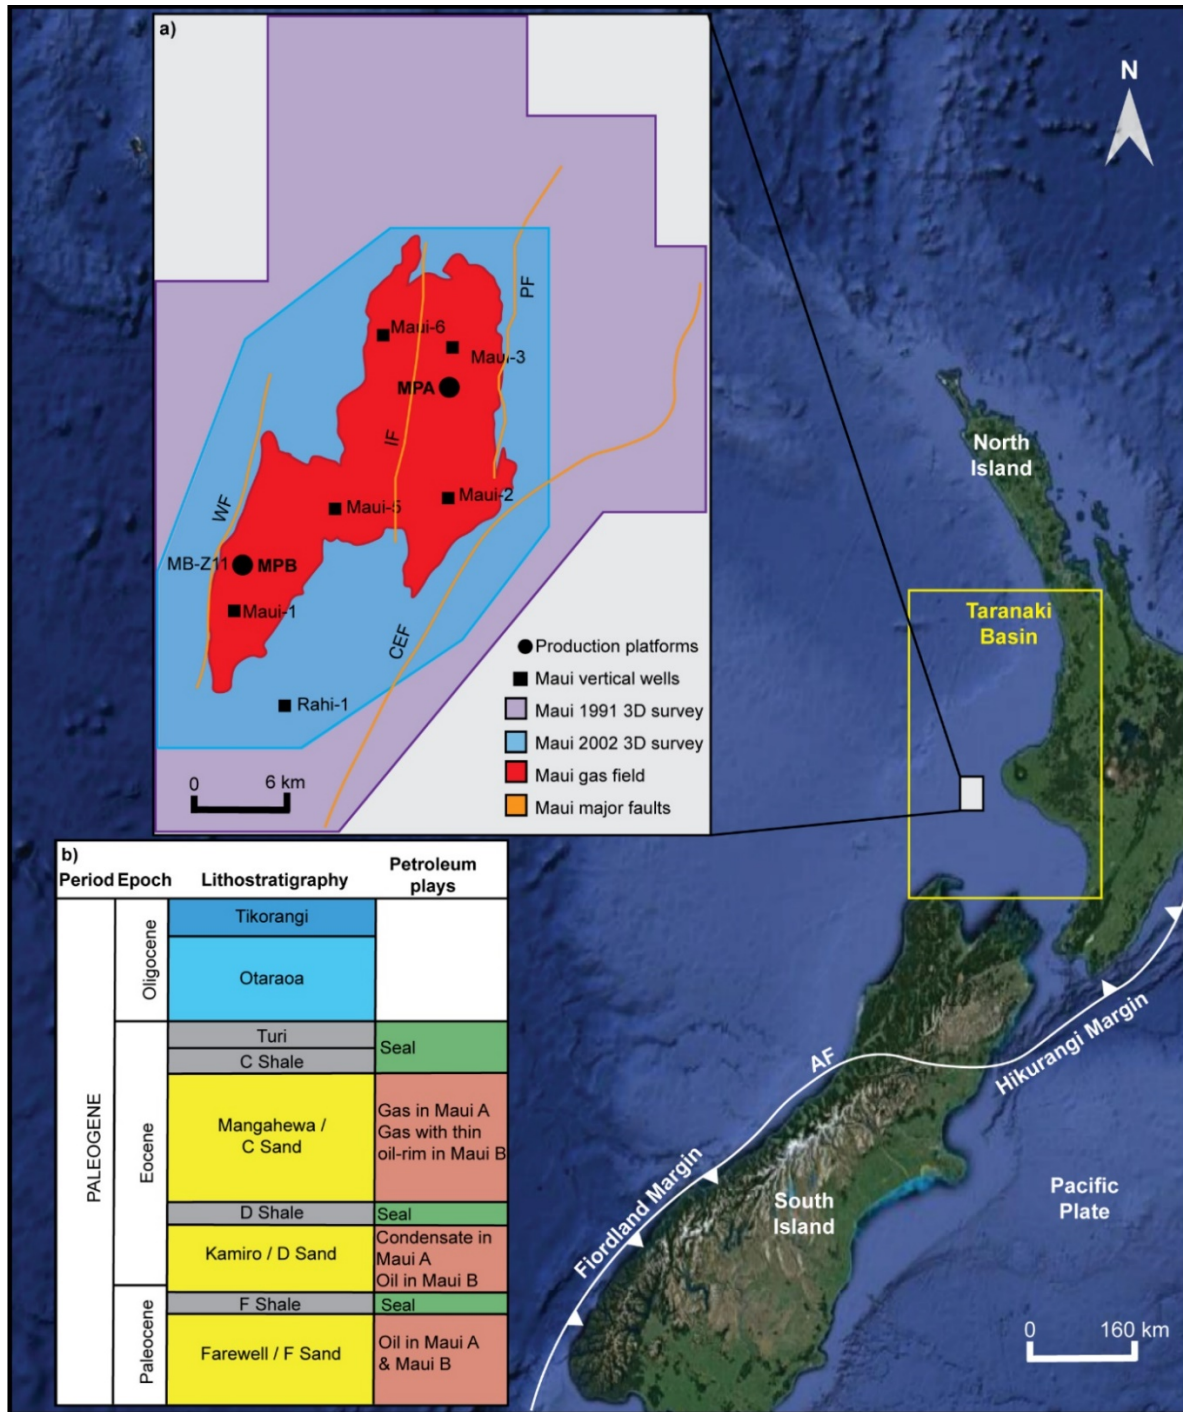 a)
N
PF
Maui-6
Maui-3
MPA
IF
WF
Maui-5
Maui-2
MB-Z11
MPB
Maui-1
CEF
Rahi-1
0 6 km
Production platforms
Maui vertical wells
Maui 1991 3D survey
Maui 2002 3D survey
Maui gas field
Maui major faults
North
Island
Taranaki
Basin
b)
Period Epoch Lithostratigraphy Petroleum
plays
PALEOGENE
Oligocene
Tikorangi
Otaraoa
Eocene
Turi
C Shale
Seal
Mangahewa /
C Sand
Gas in Maui A
Gas with thin
oil-rim in Maui B
D Shale
Seal
Kamiro / D Sand
Condensate in
Maui A
Oil in Maui B
Paleocene
F Shale
Seal
Farewell / F Sand
Oil in Maui A
& Maui B
AF
Hikurangi Margin
Fiordland Margin
South
Island
Pacific
Plate
0 160 km